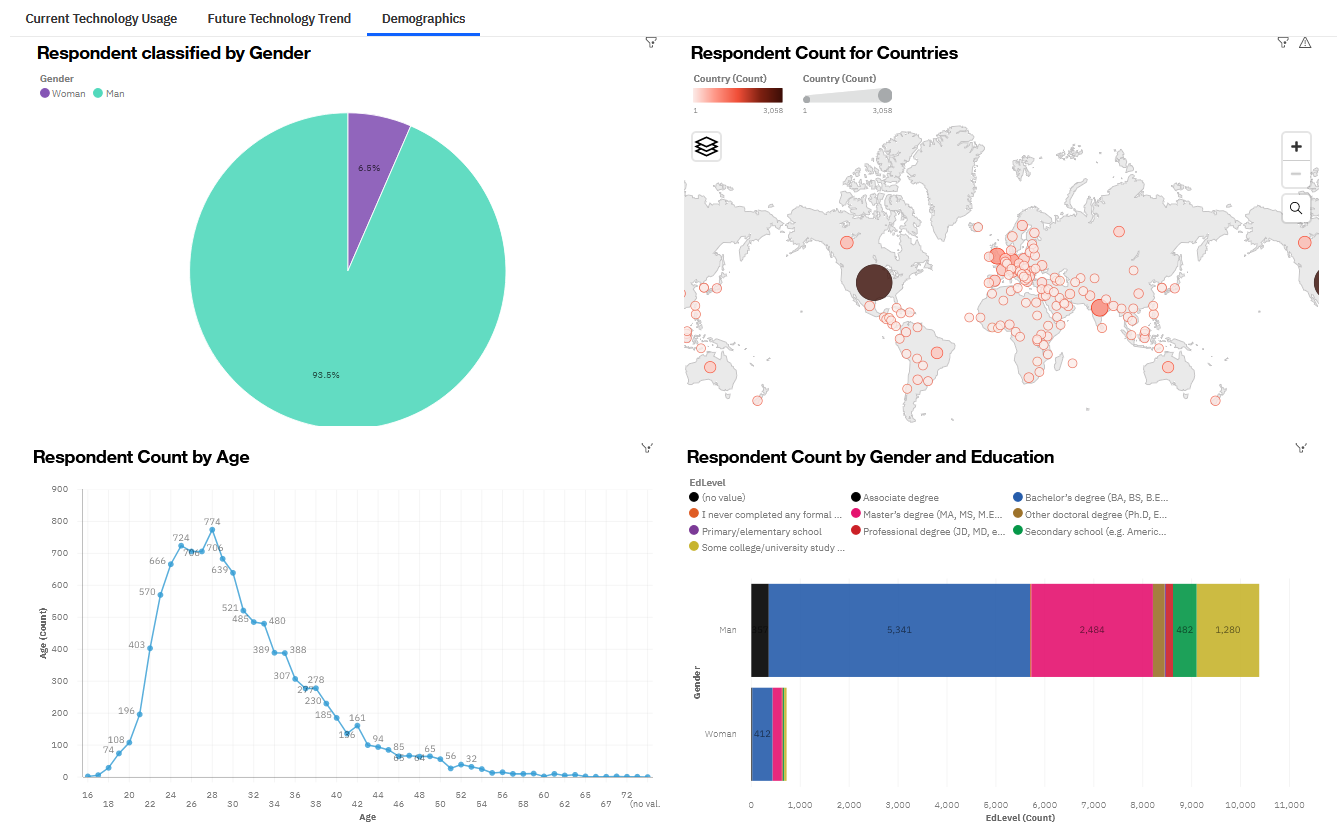 Current Technology Usage Future Technology Trend Demographics
Respondent classified by Gender
Gender
Woman Man
6.5%
93.5%
Respondent Count for Countries
Country (Count) Country (Count)
1 3,058 1 3,058
Respondent Count by Age
Age (Count)
900
800
700
600
500
400
300
200
100
0
74
108
196
403
570
666
724
706
706
774
639
521
485
480
389
388
307
277
278
230
185
136
161
94
85
65
64
65
56
32
16 20 24 28 32 36 40 44 48 52 56 60 64 72
18 22 26 30 34 38 42 46 50 54 58 62 67 (no val.
Age
Respondent Count by Gender and Education
EdLevel
(no value) Associate degree Bachelor's degree (BA, BS, B.E...
I never completed any formal ... Master's degree (MA, MS, M.E... Other doctoral degree (Ph.D, E...
Primary/elementary school Professional degree (JD, MD, e... Secondary school (e.g. Americ...
Some college/university study ...
Gender
Man
5,341 2,484 482 1,280
Woman
412
0 1,000 2,000 3,000 4,000 5,000 6,000 7,000 8,000 9,000 10,000 11,000
EdLevel (Count)